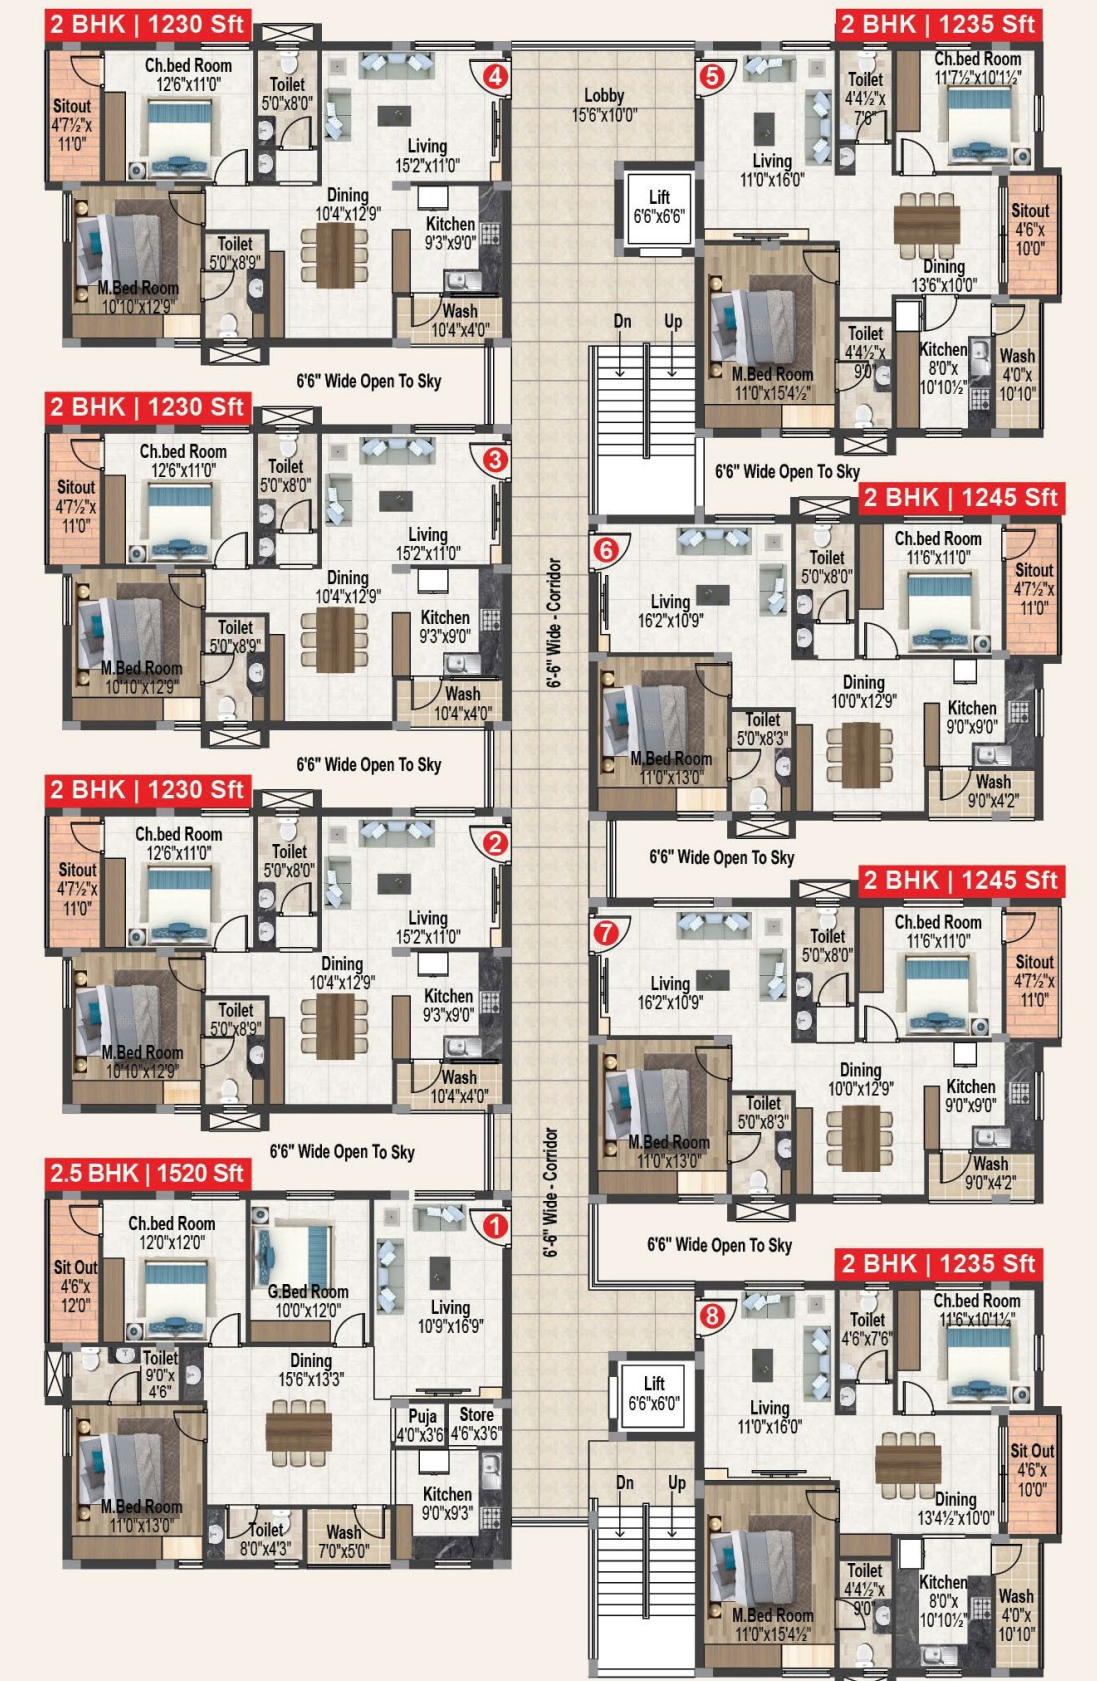 2 BHK | 1230 Sft
Ch.bed Room
12'6"x11'0"
Sitout
4'7½"x
11'0"
Toilet
5'0"x8'0"
4
Living
15'2"x11'0"
Dining
10'4"x12'9"
Kitchen
9'3"x9'0"
Toilet
5'0"x8'9"
M.Bed Room
10'10"x12'9"
Wash
10'4"x4'0"
6'6" Wide Open To Sky
2 BHK | 1230 Sft
Ch.bed Room
12'6"x11'0"
Sitout
4'7½"x
11'0"
Toilet
5'0"x8'0"
3
Living
15'2"x11'0"
Dining
10'4"x12'9"
Kitchen
9'3"x9'0"
Toilet
5'0"x8'9"
M.Bed Room
10'10"x12'9"
Wash
10'4"x4'0"
6'6" Wide Open To Sky
2 BHK | 1230 Sft
Ch.bed Room
12'6"x11'0"
Sitout
4'7½"x
11'0"
Toilet
5'0"x8'0"
2
Living
15'2"x11'0"
Dining
10'4"x12'9"
Kitchen
9'3"x9'0"
Toilet
5'0"x8'9"
M.Bed Room
10'10"x12'9"
Wash
10'4"x4'0"
6'6" Wide Open To Sky
2.5 BHK | 1520 Sft
Ch.bed Room
12'0"x12'0"
Sit Out
4'6"x
12'0"
G.Bed Room
10'0"x12'0"
1
Living
10'9"x16'9"
Toilet
9'0"x
4'6"
Dining
15'6"x13'3"
Puja
4'0"x3'6
Store
4'6"x3'6"
Kitchen
9'0"x9'3"
M.Bed Room
11'0"x13'0"
Toilet
8'0"x4'3"
Wash
7'0"x5'0"
Lobby
15'6"x10'0"
Lift
6'6"x6'6"
Dn
Up
6'-6" Wide - Corridor
6'-6" Wide - Corridor
Lift
6'6"x6'0"
Dn
Up
2 BHK | 1235 Sft
5
Living
11'0"x16'0"
Toilet
4'4½"x
7'6"
Ch.bed Room
11'7½"x10'1½"
Sitout
4'6"x
10'0"
Dining
13'6"x10'0"
M.Bed Room
11'0"x15'4½"
Toilet
4'4½"x
9'0"
Kitchen
8'0"x
10'10½"
Wash
4'0"x
10'10"
6'6" Wide Open To Sky
2 BHK | 1245 Sft
6
Living
16'2"x10'9"
Toilet
5'0"x8'0"
Ch.bed Room
11'6"x11'0"
Sitout
4'7½"x
11'0"
Dining
10'0"x12'9"
Kitchen
9'0"x9'0"
M.Bed Room
11'0"x13'0"
Toilet
5'0"x8'3"
Wash
9'0"x4'2"
6'6" Wide Open To Sky
2 BHK | 1245 Sft
7
Living
16'2"x10'9"
Toilet
5'0"x8'0"
Ch.bed Room
11'6"x11'0"
Sitout
4'7½"x
11'0"
Dining
10'0"x12'9"
Kitchen
9'0"x9'0"
M.Bed Room
11'0"x13'0"
Toilet
5'0"x8'3"
Wash
9'0"x4'2"
6'6" Wide Open To Sky
2 BHK | 1235 Sft
8
Living
11'0"x16'0"
Toilet
4'6"x7'6"
Ch.bed Room
11'6"x10'1½"
Sit Out
4'6"x
10'0"
Dining
13'4½"x10'0"
M.Bed Room
11'0"x15'4½"
Toilet
4'4½"x
9'0"
Kitchen
8'0"x
10'10½"
Wash
4'0"x
10'10"